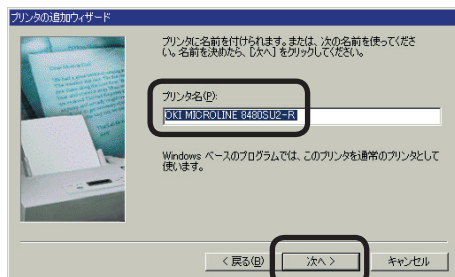 プリンタの追加ウィザード
プリンタに名前を付けられます。または、次の名前を使ってくださ
い。名前を決めたら、[次へ] をクリックしてください。
プリンタ名(P):
OKI MICROLINE 8480SU2-R
Windows ベースのプログラムでは、このプリンタを通常のプリンタとして
使います。
< 戻る(B)
次へ >
キャンセル